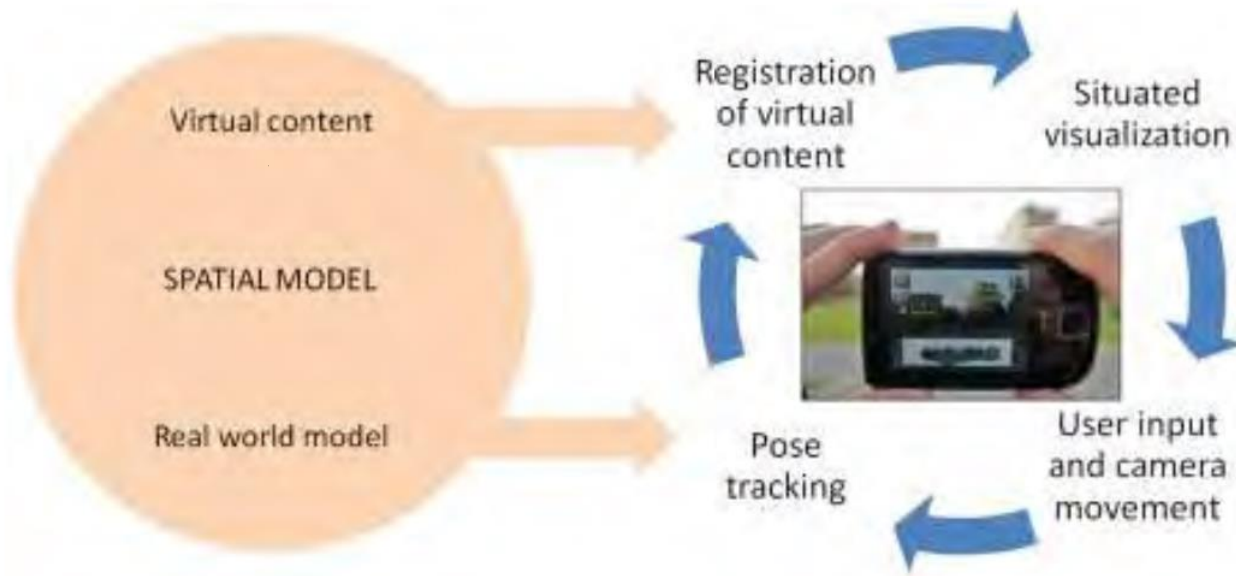 Virtual content
SPATIAL MODEL
Real world model
Registration
of virtual
content
Situated
visualization
User input
and camera
movement
Pose
tracking